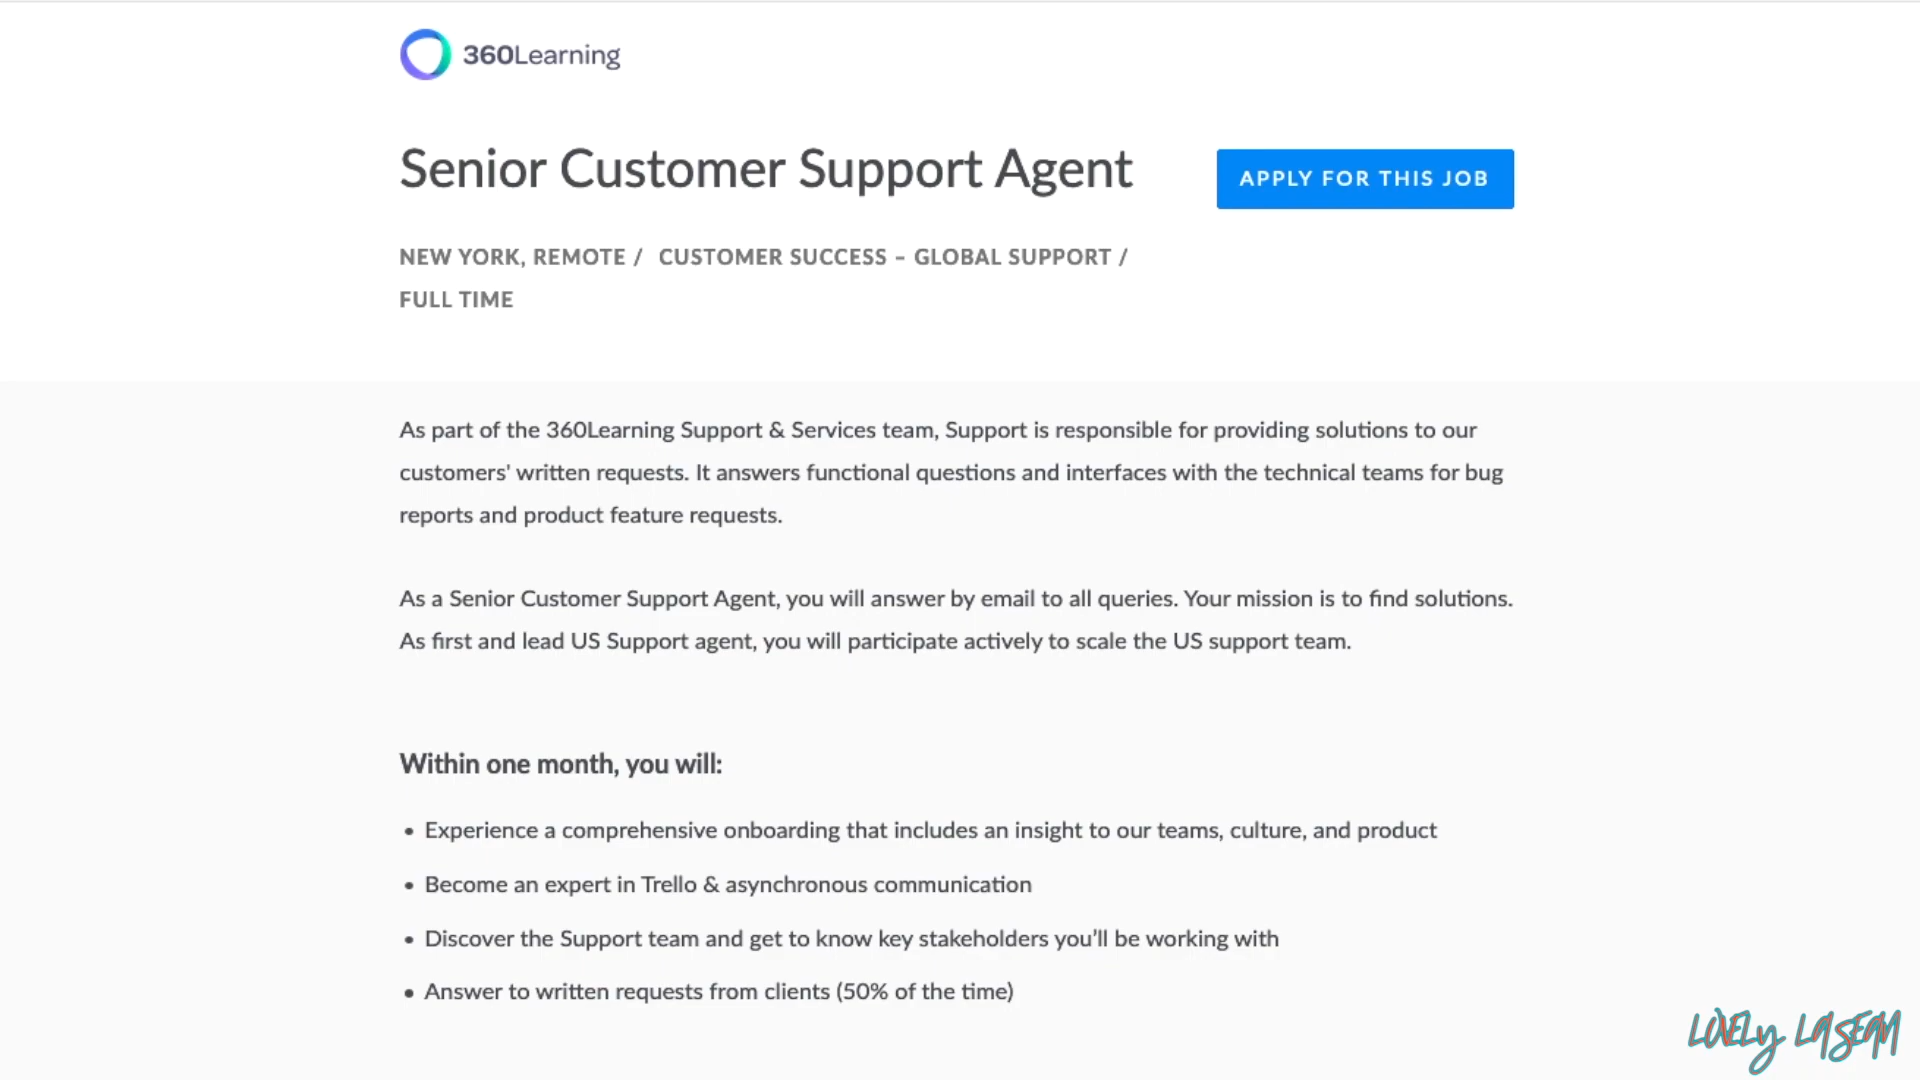 360Learning
Senior Customer Support Agent
APPLY FOR THIS JOB
NEW YORK, REMOTE / CUSTOMER SUCCESS – GLOBAL SUPPORT /
FULL TIME
As part of the 360Learning Support & Services team, Support is responsible for providing solutions to our
customers' written requests. It answers functional questions and interfaces with the technical teams for bug
reports and product feature requests.
As a Senior Customer Support Agent, you will answer by email to all queries. Your mission is to find solutions.
As first and lead US Support agent, you will participate actively to scale the US support team.
Within one month, you will:
• Experience a comprehensive onboarding that includes an insight to our teams, culture, and product
• Become an expert in Trello & asynchronous communication
• Discover the Support team and get to know key stakeholders you’ll be working with
• Answer to written requests from clients (50% of the time)
LOVELy LASEAN